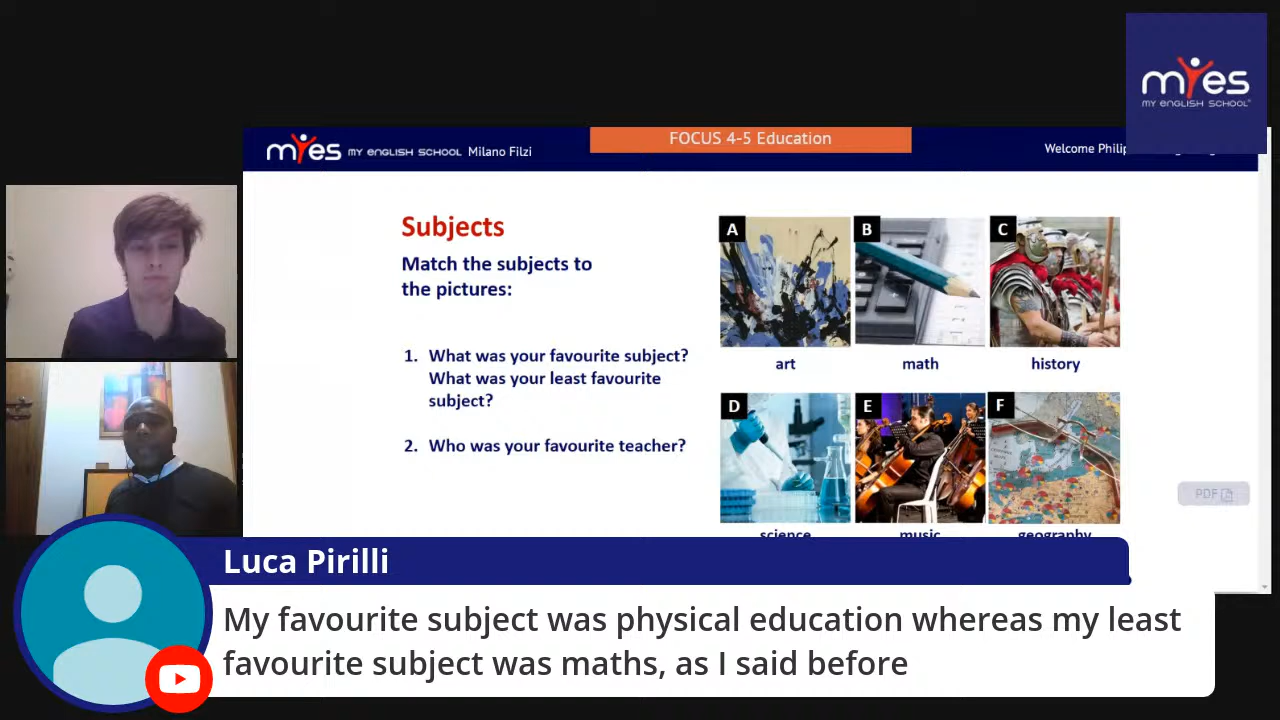 myes
MY ENGLISH SCHOOL®
myes MY ENGLISH SCHOOL Milano Filzi
FOCUS 4-5 Education
Welcome
Subjects
Match the subjects to
the pictures:
1. What was your favourite subject?
What was your least favourite
subject?
2. Who was your favourite teacher?
A
B
C
art
math
history
D
E
F
science
music
geography
PDF
Luca Pirilli
My favourite subject was physical education whereas my least
favourite subject was maths, as I said before